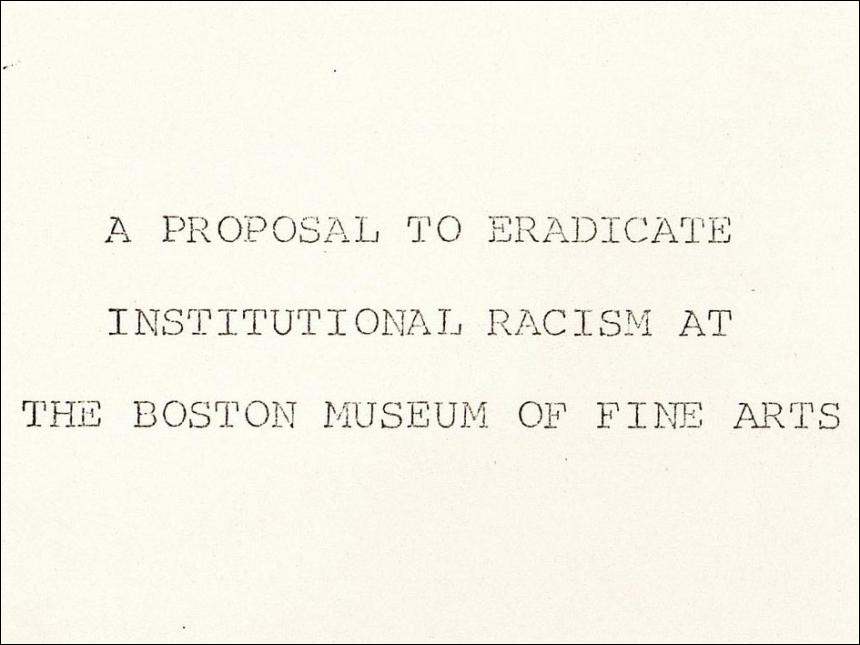 A PROPOSAL TO ERADICATE
INSTITUTIONAL RACISM AT
THE BOSTON MUSEUM OF FINE ARTS